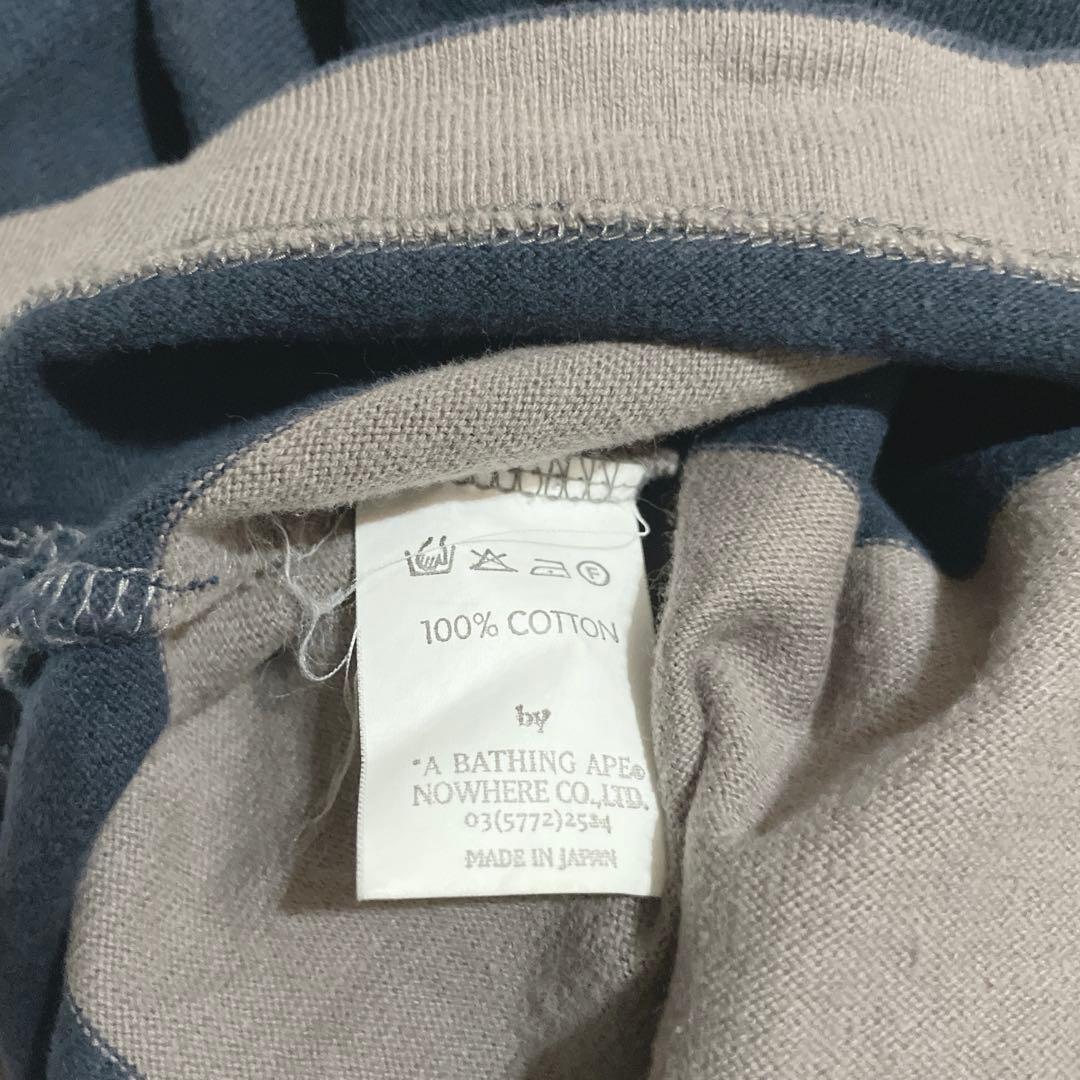 F
100% COTTON
by
"A BATHING APE®
NOWHERE CO.,LTD.
03(5772)2524
MADE IN JAPAN